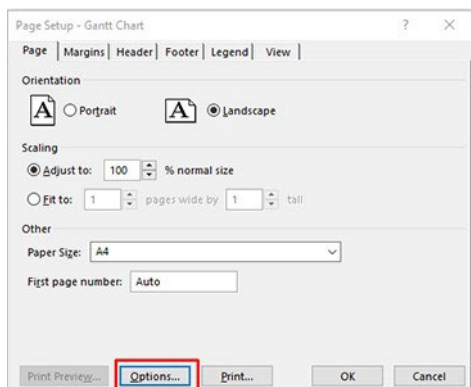 Page Setup - Gantt Chart ? ×
Page Margins Header Footer Legend View
Orientation
A Portrait A Landscape
Scaling
Adjust to: 100 % normal size
Fit to: 1 pages wide by 1 tall
Other
Paper Size: A4
First page number: Auto
Print Preview... Options... Print... OK Cancel